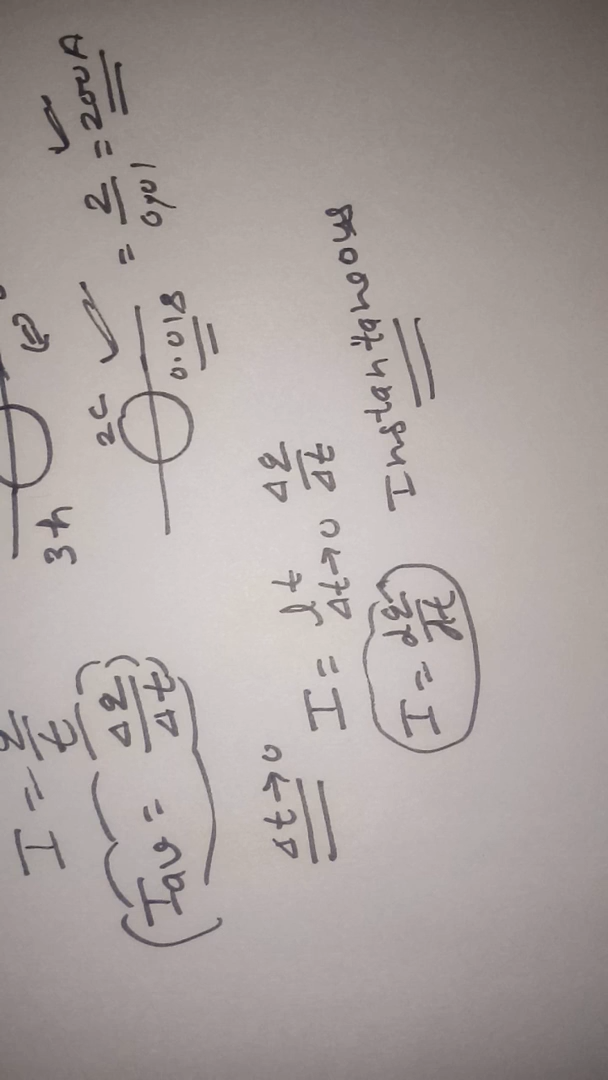 I = q/t
3h
I_av = Δq/Δt
2C
0.01s
= 2/0.01 = 200A
Δt→0
I = lt Δt→0 Δq/Δt
I = dq/dt
Instantaneous